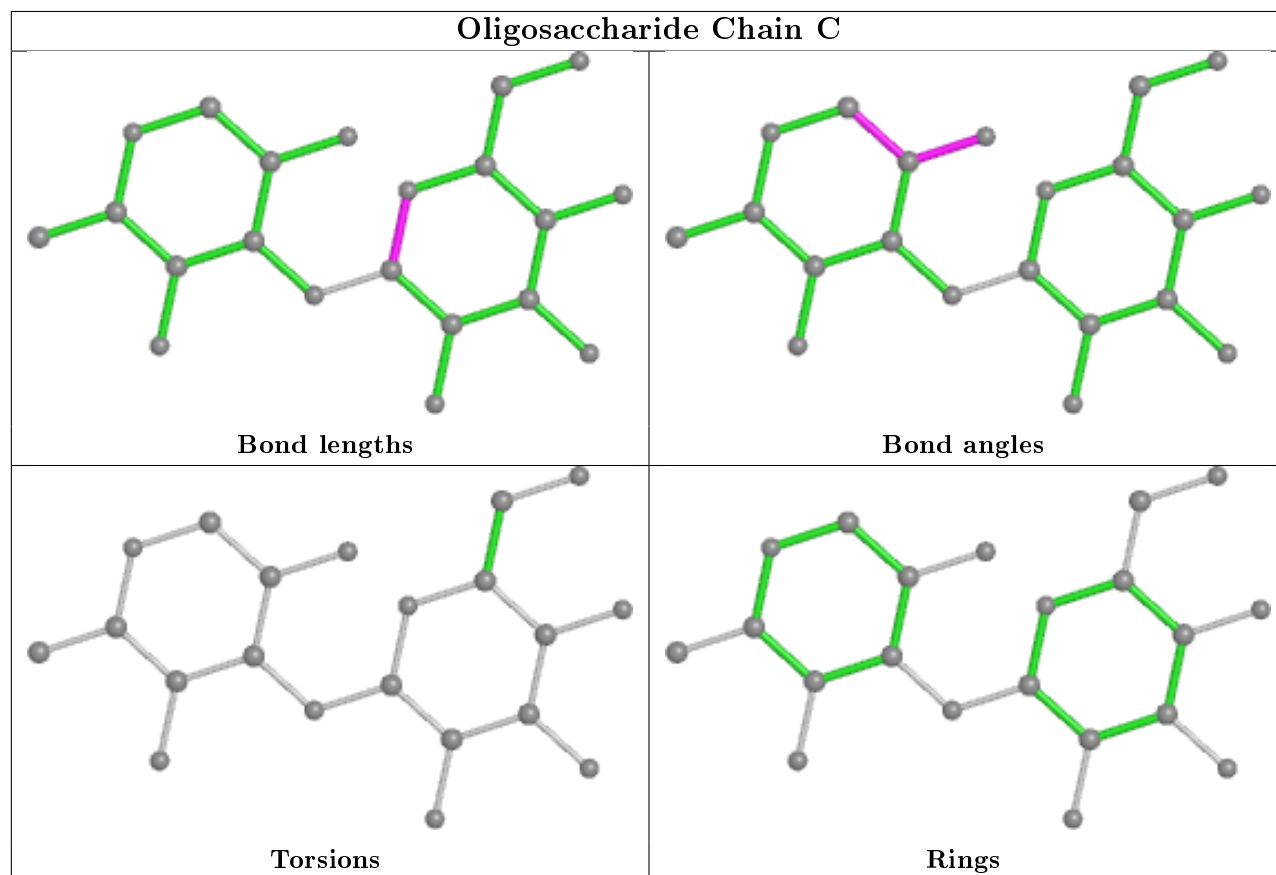 Oligosaccharide Chain C
Bond lengths
Bond angles
Torsions
Rings